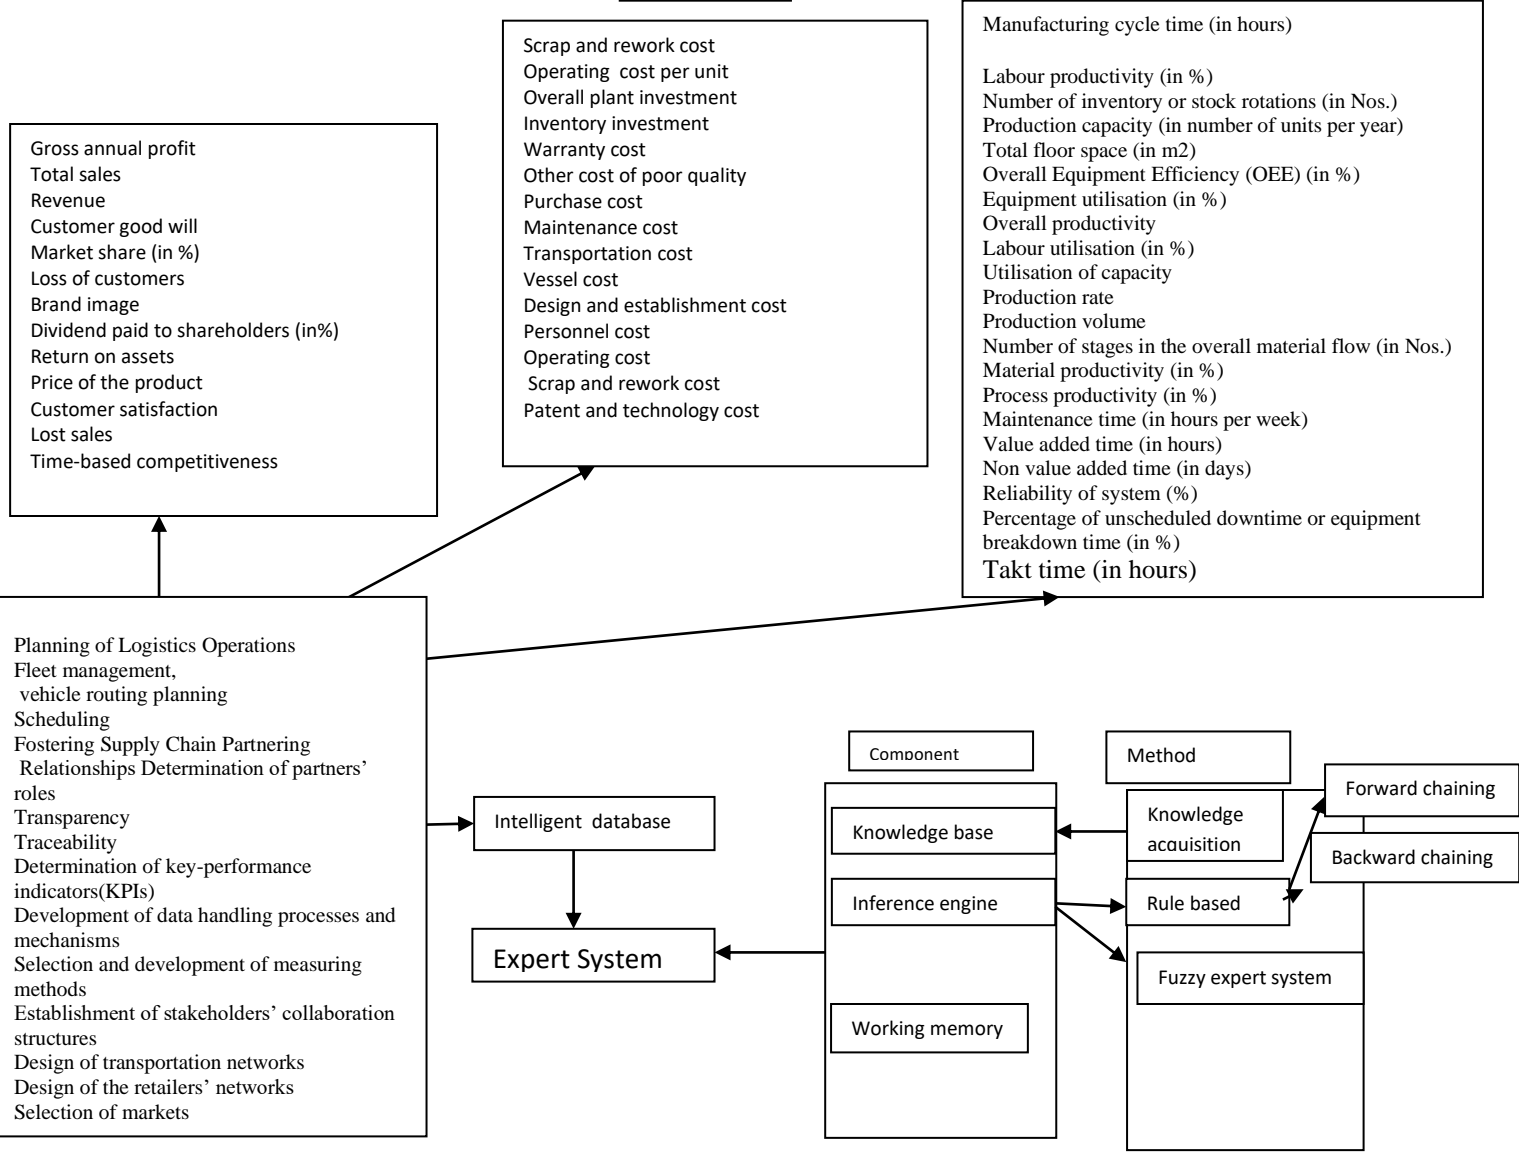 Gross annual profit
Total sales
Revenue
Customer good will
Market share (in %)
Loss of customers
Brand image
Dividend paid to shareholders (in%)
Return on assets
Price of the product
Customer satisfaction
Lost sales
Time-based competitiveness
Scrap and rework cost
Operating cost per unit
Overall plant investment
Inventory investment
Warranty cost
Other cost of poor quality
Purchase cost
Maintenance cost
Transportation cost
Vessel cost
Design and establishment cost
Personnel cost
Operating cost
Scrap and rework cost
Patent and technology cost
Manufacturing cycle time (in hours)
Labour productivity (in %)
Number of inventory or stock rotations (in Nos.)
Production capacity (in number of units per year)
Total floor space (in m2)
Overall Equipment Efficiency (OEE) (in %)
Equipment utilisation (in %)
Overall productivity
Labour utilisation (in %)
Utilisation of capacity
Production rate
Production volume
Number of stages in the overall material flow (in Nos.)
Material productivity (in %)
Process productivity (in %)
Maintenance time (in hours per week)
Value added time (in hours)
Non value added time (in days)
Reliability of system (%)
Percentage of unscheduled downtime or equipment
breakdown time (in %)
Takt time (in hours)
Planning of Logistics Operations
Fleet management,
vehicle routing planning
Scheduling
Fostering Supply Chain Partnering
Relationships Determination of partners’
roles
Transparency
Traceability
Determination of key-performance
indicators(KPIs)
Development of data handling processes and
mechanisms
Selection and development of measuring
methods
Establishment of stakeholders’ collaboration
structures
Design of transportation networks
Design of the retailers’ networks
Selection of markets
Intelligent database
Expert System
Component
Knowledge base
Inference engine
Working memory
Method
Knowledge
acquisition
Rule based
Fuzzy expert system
Forward chaining
Backward chaining